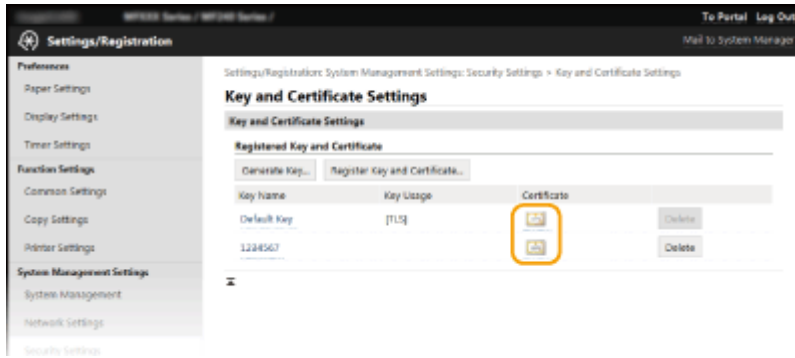 To Portal Log Out
Settings/Registration
Mail to System Manager
Preferences
Paper Settings
Display Settings
Timer Settings
Function Settings
Common Settings
Copy Settings
Printer Settings
System Management Settings
System Management
Network Settings
Security Settings
Settings/Registration: System Management Settings: Security Settings > Key and Certificate Settings
Key and Certificate Settings
Key and Certificate Settings
Registered Key and Certificate
Generate Key... Register Key and Certificate...
Key Name Key Usage Certificate
Default Key [TLS] Delete
1234567 Delete